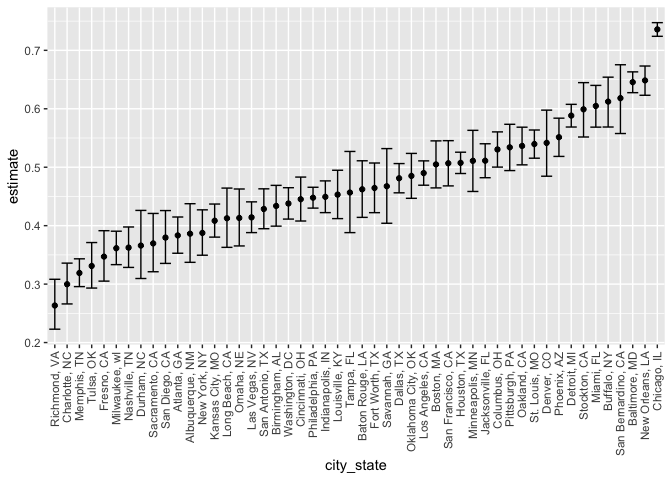 0.7
0.6
0.5
0.4
0.3
0.2
estimate
Richmond, VA
Charlotte, NC
Memphis, TN
Tulsa, OK
Fresno, CA
Milwaukee, wI
Nashville, TN
Durham, NC
Sacramento, CA
San Diego, CA
Atlanta, GA
Albuquerque, NM
New York, NY
Kansas City, MO
Long Beach, CA
Omaha, NE
Las Vegas, NV
San Antonio, TX
Birmingham, AL
Washington, DC
Cincinnati, OH
Philadelphia, PA
Indianapolis, IN
Louisville, KY
Tampa, FL
Baton Rouge, LA
Fort Worth, TX
Savannah, GA
Dallas, TX
Oklahoma City, OK
Los Angeles, CA
Boston, MA
San Francisco, CA
Houston, TX
Minneapolis, MN
Jacksonville, FL
Columbus, OH
Pittsburgh, PA
Oakland, CA
St. Louis, MO
Denver, CO
Phoenix, AZ
Detroit, MI
Stockton, CA
Miami, FL
Buffalo, NY
San Bernardino, CA
Baltimore, MD
New Orleans, LA
Chicago, IL
city_state